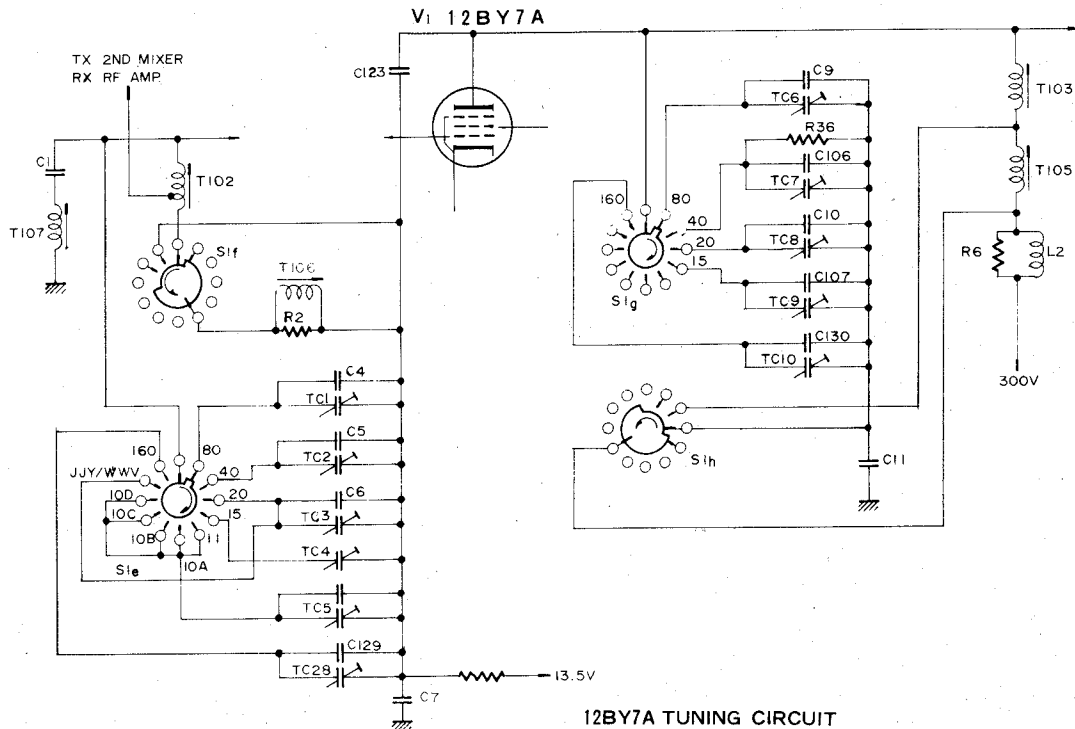 V1 12BY7A
TX 2ND MIXER
RX RF AMP.
C1
T107
T102
S1f
T106
R2
C123
C4
TC1
C5
TC2
C6
TC3
TC4
TC5
C129
TC28
C7
13.5V
160
80
JJY/WWV
40
10D
20
10C
15
10B
11
10A
S1e
C9
TC6
R36
C106
TC7
C10
TC8
C107
TC9
C130
TC10
160
80
40
20
15
S1g
S1h
C11
T103
T105
R6
L2
300V
12BY7A TUNING CIRCUIT